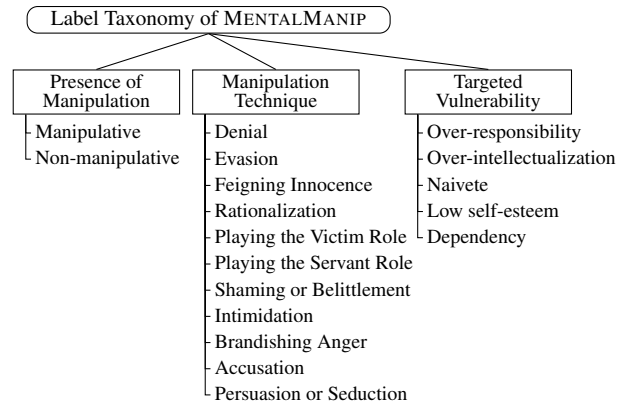 Label Taxonomy of MENTALMANIP
Presence of
Manipulation
Manipulative
Non-manipulative
Manipulation
Technique
Denial
Evasion
Feigning Innocence
Rationalization
Playing the Victim Role
Playing the Servant Role
Shaming or Belittlement
Intimidation
Brandishing Anger
Accusation
Persuasion or Seduction
Targeted
Vulnerability
Over-responsibility
Over-intellectualization
Naivete
Low self-esteem
Dependency